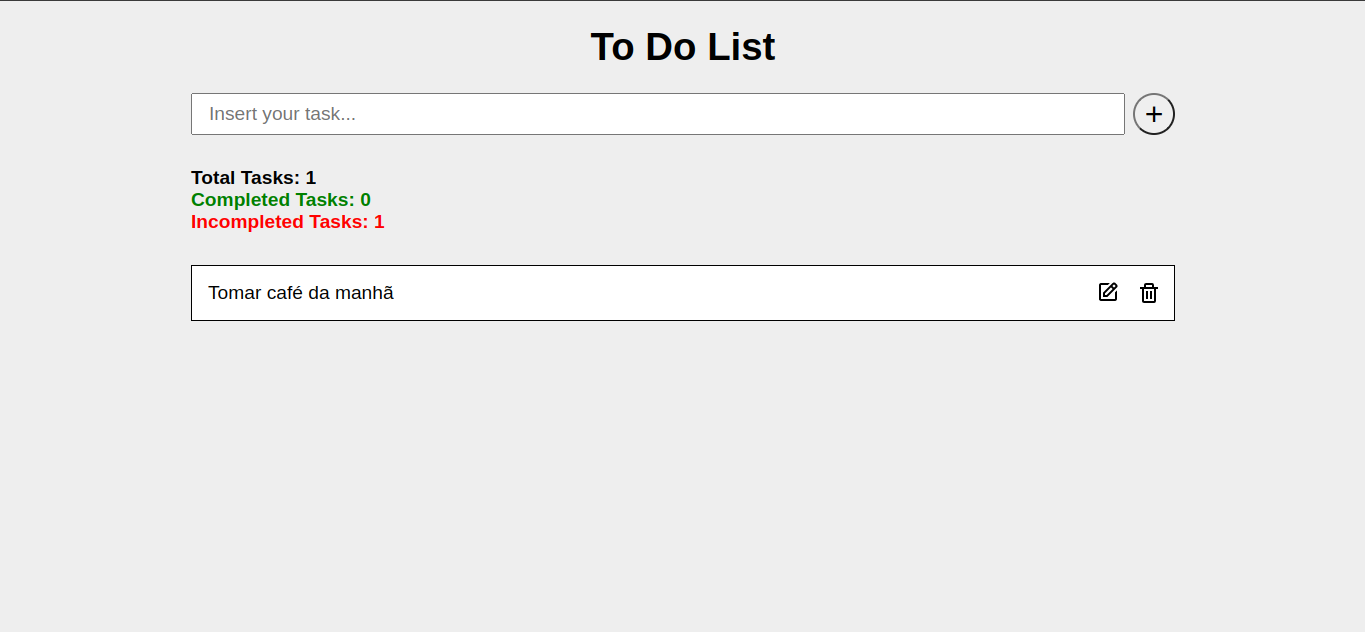 To Do List
Insert your task...
+
Total Tasks: 1
Completed Tasks: 0
Incompleted Tasks: 1
Tomar café da manhã